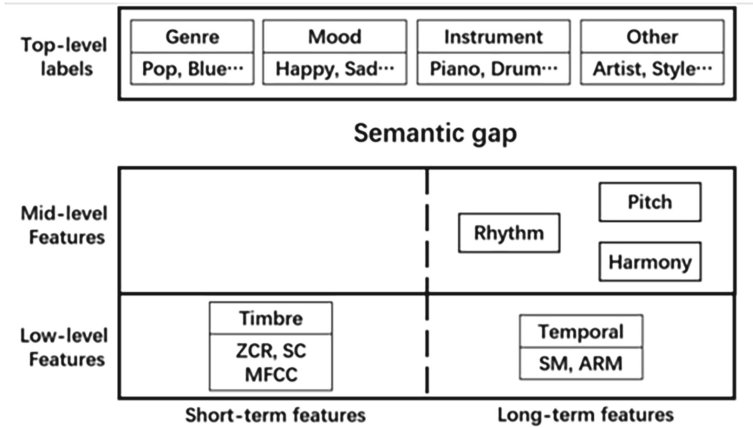 Top-level
labels
Genre
Pop, Blue···
Mood
Happy, Sad···
Instrument
Piano, Drum···
Other
Artist, Style···
Semantic gap
Mid-level
Features
Rhythm
Pitch
Harmony
Low-level
Features
Timbre
ZCR, SC
MFCC
Temporal
SM, ARM
Short-term features
Long-term features